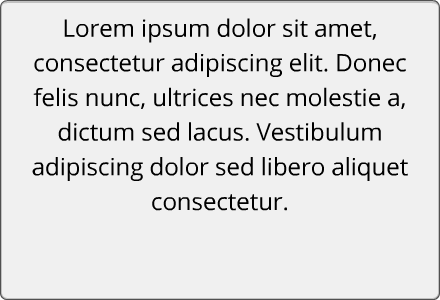 Lorem ipsum dolor sit amet,
consectetur adipiscing elit. Donec
felis nunc, ultrices nec molestie a,
dictum sed lacus. Vestibulum
adipiscing dolor sed libero aliquet
consectetur.